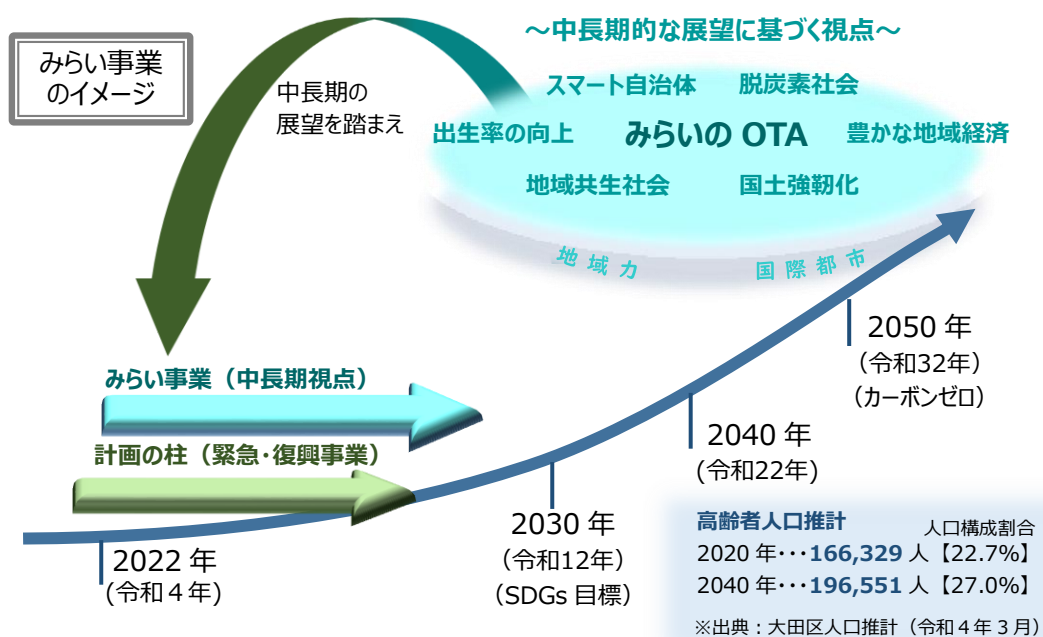 みらい事業
のイメージ
中長期の
展望を踏まえ
～中長期的な展望に基づく視点～
スマート自治体 脱炭素社会
出生率の向上 みらいの OTA 豊かな地域経済
地域共生社会 国土強靭化
地域力 国際都市
みらい事業（中長期視点）
計画の柱（緊急・復興事業）
2022 年
(令和４年)
2030 年
(令和12年)
(SDGs 目標)
2040 年
(令和22年)
2050 年
(令和32年)
(カーボンゼロ)
高齢者人口推計 人口構成割合
2020 年･･･166,329 人【22.7%】
2040 年･･･196,551 人【27.0%】
※出典：大田区人口推計（令和４年３月）